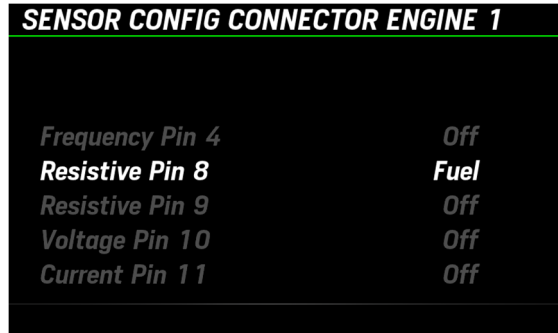 SENSOR CONFIG CONNECTOR ENGINE 1
Frequency Pin 4 Off
Resistive Pin 8 Fuel
Resistive Pin 9 Off
Voltage Pin 10 Off
Current Pin 11 Off